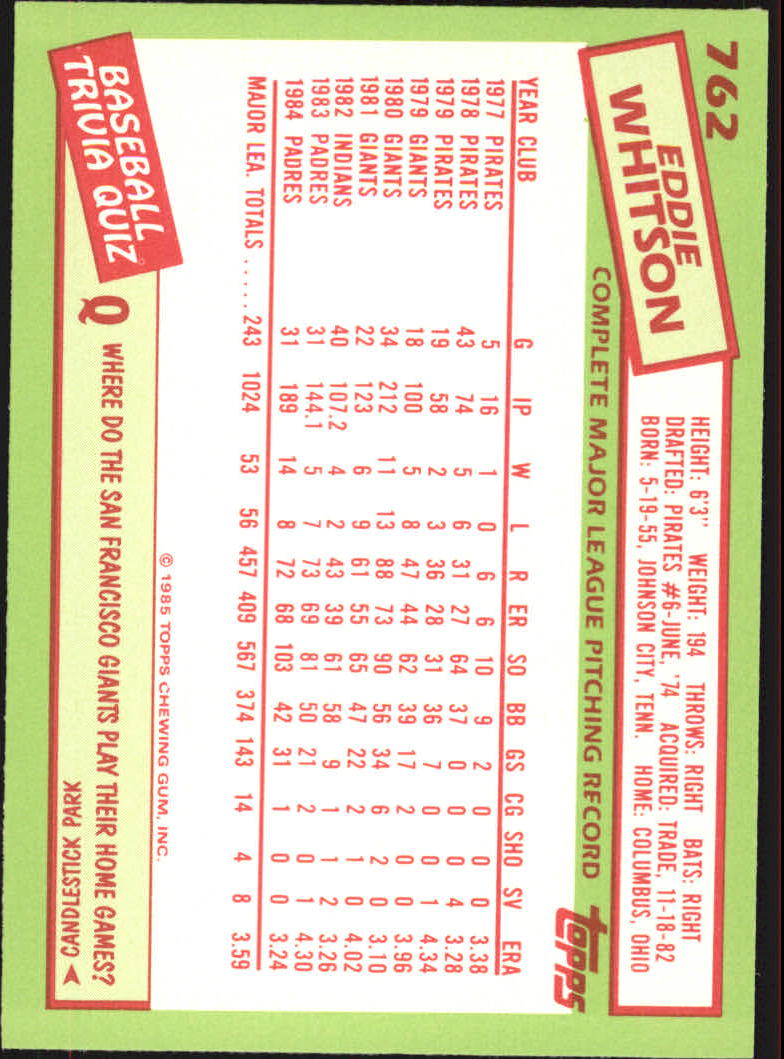 762
EDDIE
WHITSON
HEIGHT: 6'3" WEIGHT: 194 THROWS: RIGHT BATS: RIGHT
DRAFTED: PIRATES #6-JUNE, '74 ACQUIRED: TRADE, 11-18-82
BORN: 5-19-55, JOHNSON CITY, TENN. HOME: COLUMBUS, OHIO
COMPLETE MAJOR LEAGUE PITCHING RECORD
topps
YEAR CLUB G IP W L R ER SO BB GS CG SHO SV ERA
1977 PIRATES 5 16 1 0 6 6 10 9 2 0 0 0 3.38
1978 PIRATES 43 74 5 6 31 27 64 37 0 0 0 4 3.28
1979 PIRATES 19 58 2 3 36 28 31 36 7 0 0 1 4.34
1979 GIANTS 18 100 5 8 47 44 62 39 17 2 0 0 3.96
1980 GIANTS 34 212 11 13 88 73 90 56 34 6 2 0 3.10
1981 GIANTS 22 123 6 9 61 55 65 47 22 2 1 0 4.02
1982 INDIANS 40 107.2 4 2 43 39 61 58 9 1 1 2 3.26
1983 PADRES 31 144.1 5 7 73 69 81 50 21 2 0 1 4.30
1984 PADRES 31 189 14 8 72 68 103 42 31 1 0 0 3.24
MAJOR LEA. TOTALS ..... 243 1024 53 56 457 409 567 374 143 14 4 8 3.59
© 1985 TOPPS CHEWING GUM, INC.
BASEBALL
TRIVIA QUIZ
Q WHERE DO THE SAN FRANCISCO GIANTS PLAY THEIR HOME GAMES?
CANDLESTICK PARK